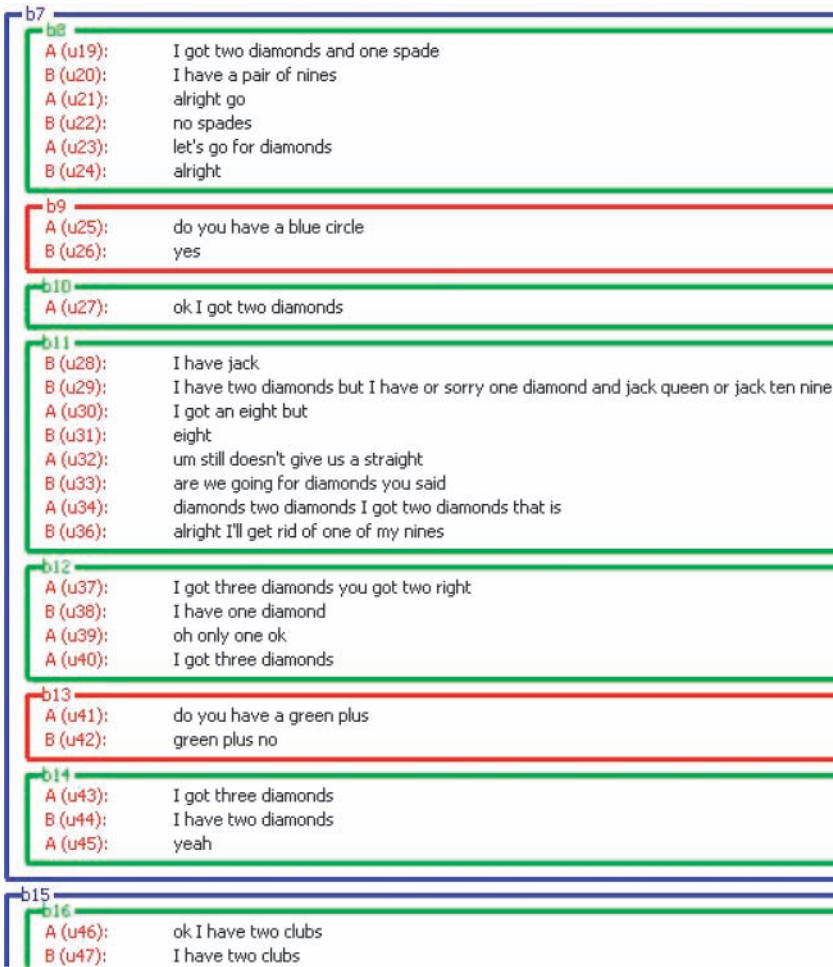 b7
b8
A (u19): I got two diamonds and one spade
B (u20): I have a pair of nines
A (u21): alright go
B (u22): no spades
A (u23): let's go for diamonds
B (u24): alright
b9
A (u25): do you have a blue circle
B (u26): yes
b10
A (u27): ok I got two diamonds
b11
B (u28): I have jack
B (u29): I have two diamonds but I have or sorry one diamond and jack queen or jack ten nine
A (u30): I got an eight but
B (u31): eight
A (u32): um still doesn't give us a straight
B (u33): are we going for diamonds you said
A (u34): diamonds two diamonds I got two diamonds that is
B (u36): alright I'll get rid of one of my nines
b12
A (u37): I got three diamonds you got two right
B (u38): I have one diamond
A (u39): oh only one ok
A (u40): I got three diamonds
b13
A (u41): do you have a green plus
B (u42): green plus no
b14
A (u43): I got three diamonds
B (u44): I have two diamonds
A (u45): yeah
b15
b16
A (u46): ok I have two clubs
B (u47): I have two clubs